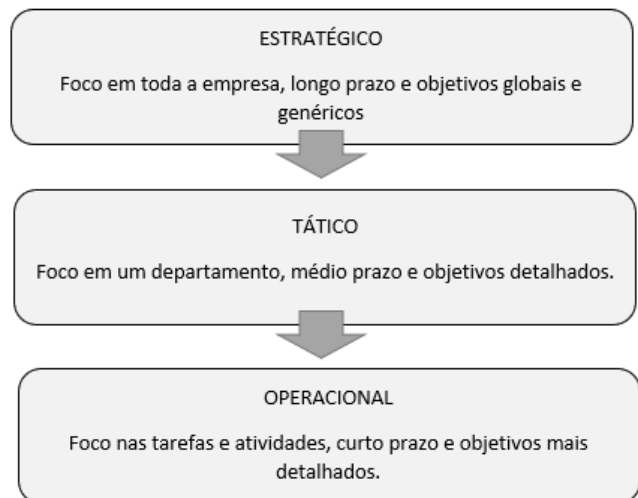 ESTRATÉGICO
Foco em toda a empresa, longo prazo e objetivos globais e
genéricos
TÁTICO
Foco em um departamento, médio prazo e objetivos detalhados.
OPERACIONAL
Foco nas tarefas e atividades, curto prazo e objetivos mais
detalhados.